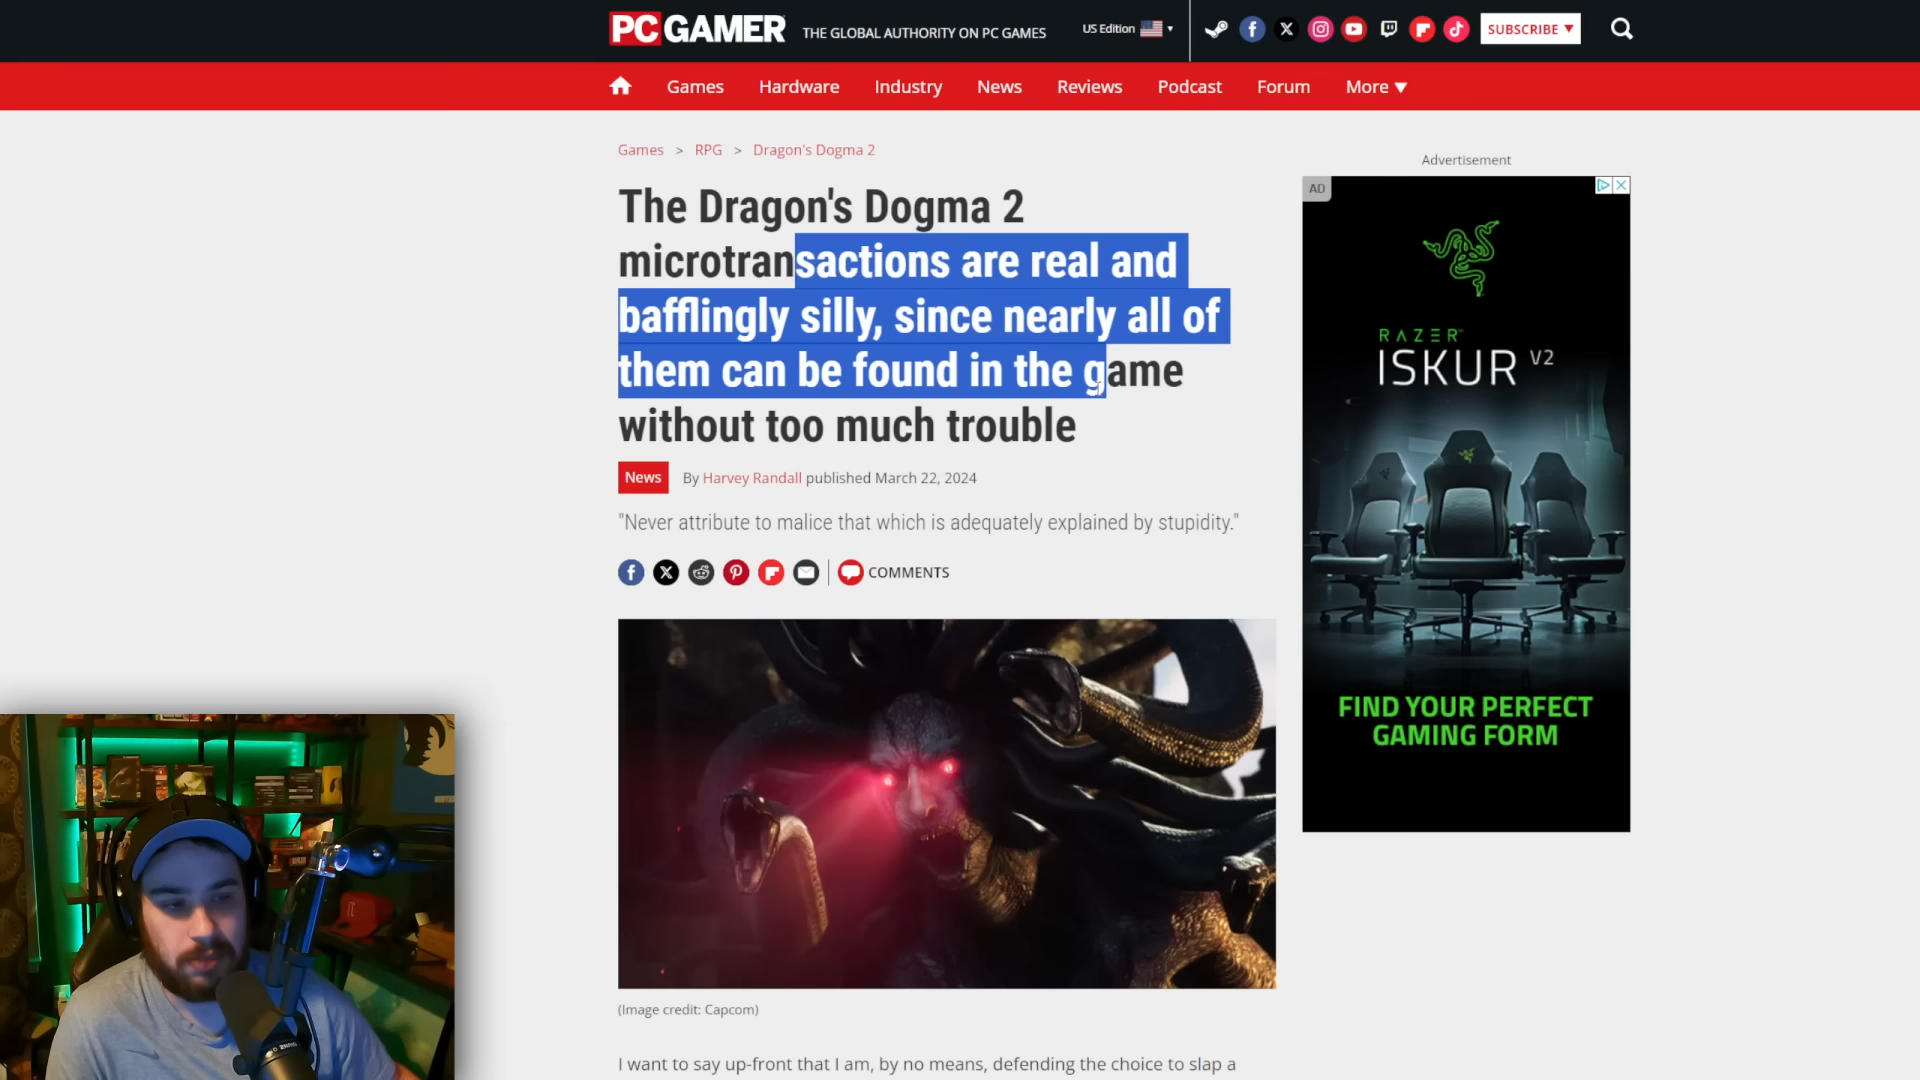 PC GAMER THE GLOBAL AUTHORITY ON PC GAMES US Edition SUBSCRIBE
Games Hardware Industry News Reviews Podcast Forum More
Games > RPG > Dragon's Dogma 2
The Dragon's Dogma 2
microtransactions are real and
bafflingly silly, since nearly all of
them can be found in the game
without too much trouble
News By Harvey Randall published March 22, 2024
"Never attribute to malice that which is adequately explained by stupidity."
COMMENTS
(Image credit: Capcom)
I want to say up-front that I am, by no means, defending the choice to slap a
Advertisement
AD
RAZER™
ISKUR V2
FIND YOUR PERFECT
GAMING FORM